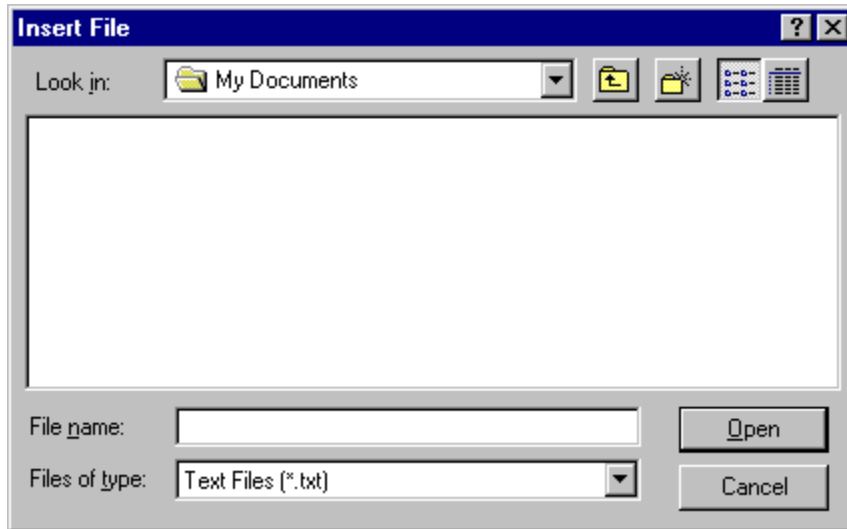 Insert File
Look in: My Documents
File name:
Open
Files of type: Text Files (*.txt)
Cancel